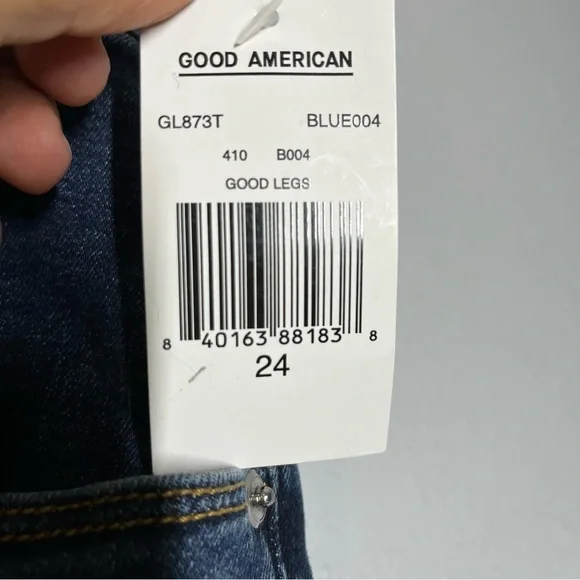 GOOD AMERICAN
GL873T BLUE004
410 B004
GOOD LEGS
8 40163 88183 8
24